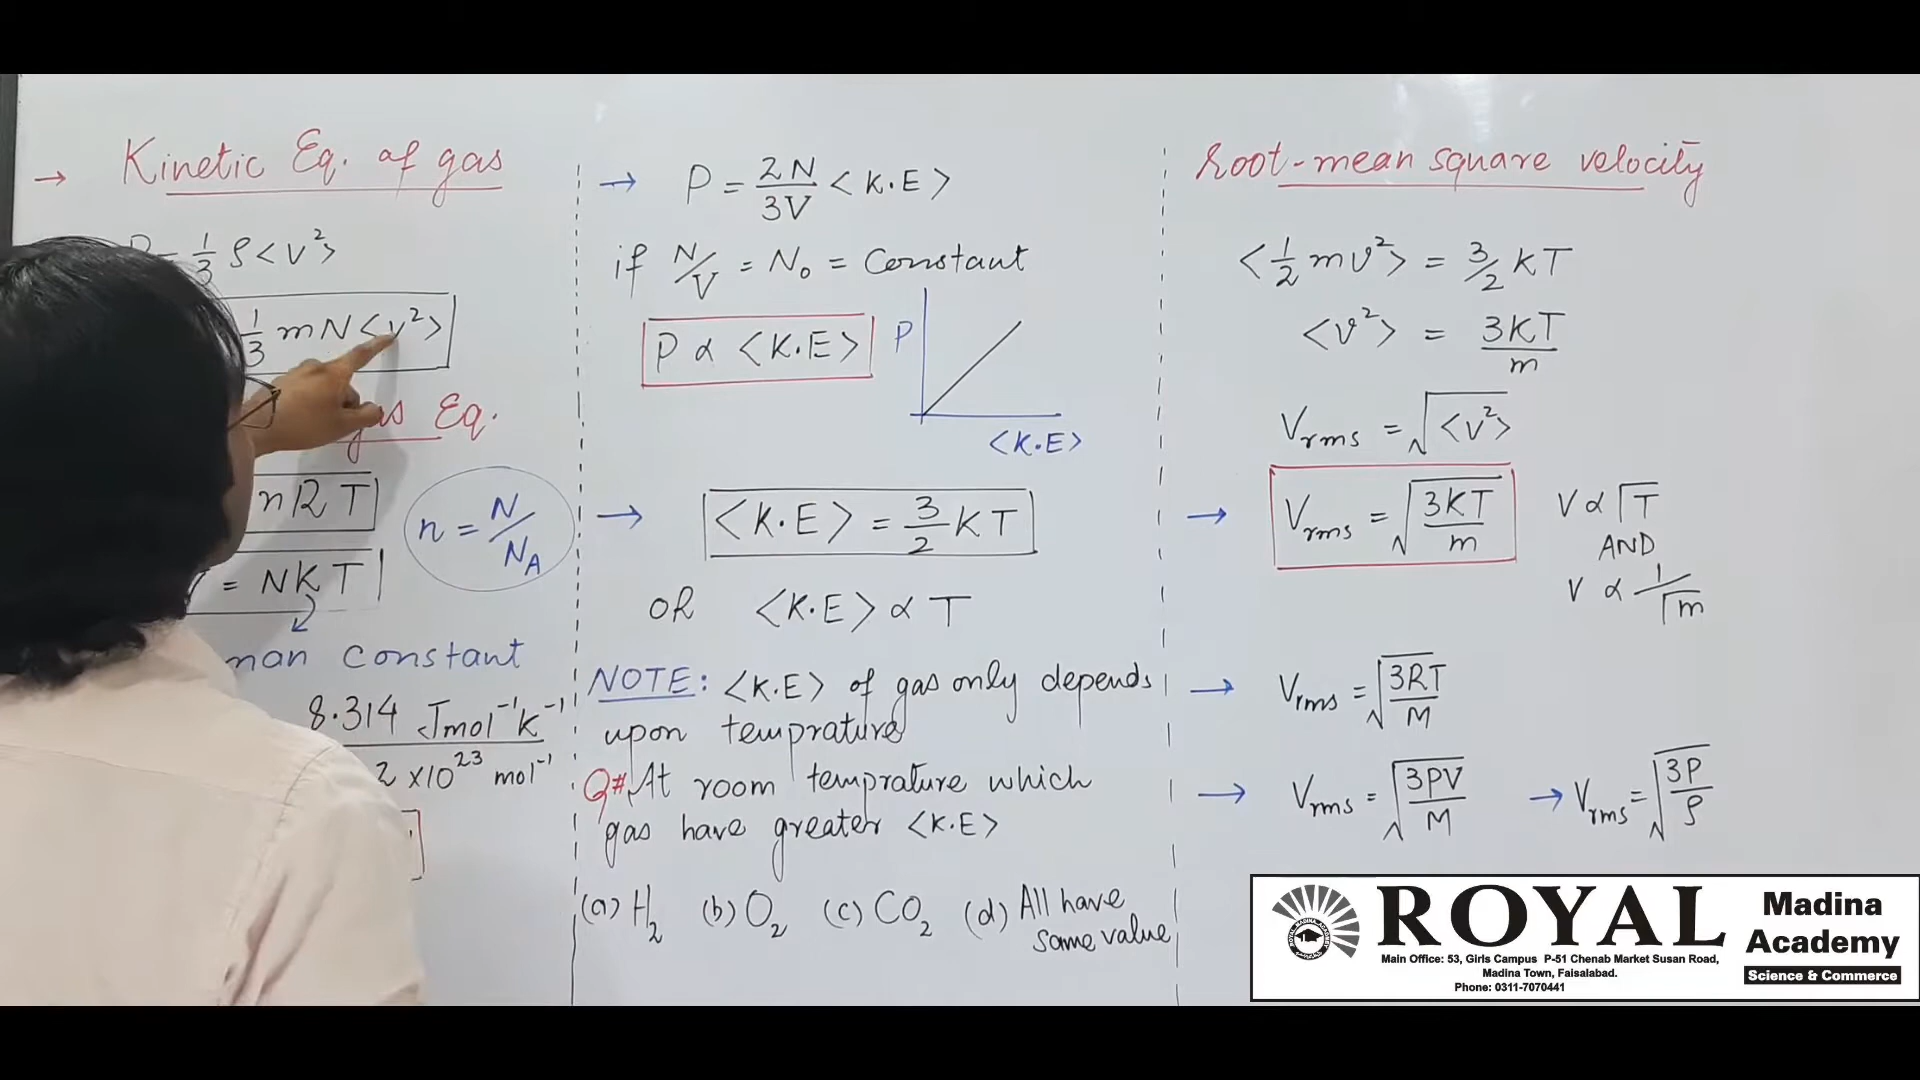 → Kinetic Eq. of gas
= 1/3 ρ<v²>
1/3 mN<v²>
gas Eq.
nRT
n = N/N_A
= NKT
man constant
8.314 Jmol⁻¹k⁻¹
2 ×10²³ mol⁻¹
→ P = 2N/3V <K.E>
if N/V = N₀ = Constant
P ∝ <K.E>
P
<K.E>
→ <K.E> = 3/2 KT
OR <K.E> ∝ T
NOTE: <K.E> of gas only depends
upon temprature
Q# At room temprature which
gas have greater <K.E>
(a) H₂ (b) O₂ (c) CO₂ (d) All have
same value
Root-mean square velocity
<1/2 mv²> = 3/2 KT
<v²> = 3KT/m
Vrms = √<v²>
→ Vrms = √(3KT/m)
V ∝ √T
AND
V ∝ 1/√m
→ Vrms = √(3RT/M)
→ Vrms = √(3PV/M) → Vrms = √(3P/ρ)
ROYAL
Madina
Academy
Science & Commerce
Main Office: 53, Girls Campus P-51 Chenab Market Susan Road,
Madina Town, Faisalabad.
Phone: 0311-7070441